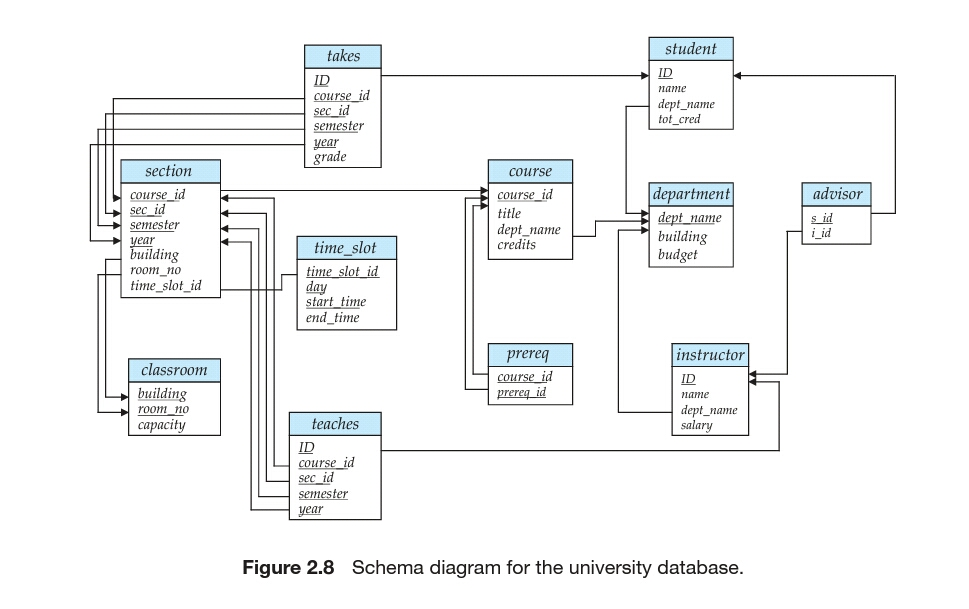 takes
ID
course_id
sec_id
semester
year
grade
student
ID
name
dept_name
tot_cred
section
course_id
sec_id
semester
year
building
room_no
time_slot_id
course
course_id
title
dept_name
credits
department
dept_name
building
budget
advisor
s_id
i_id
time_slot
time_slot_id
day
start_time
end_time
prereq
course_id
prereq_id
instructor
ID
name
dept_name
salary
classroom
building
room_no
capacity
teaches
ID
course_id
sec_id
semester
year
Figure 2.8 Schema diagram for the university database.